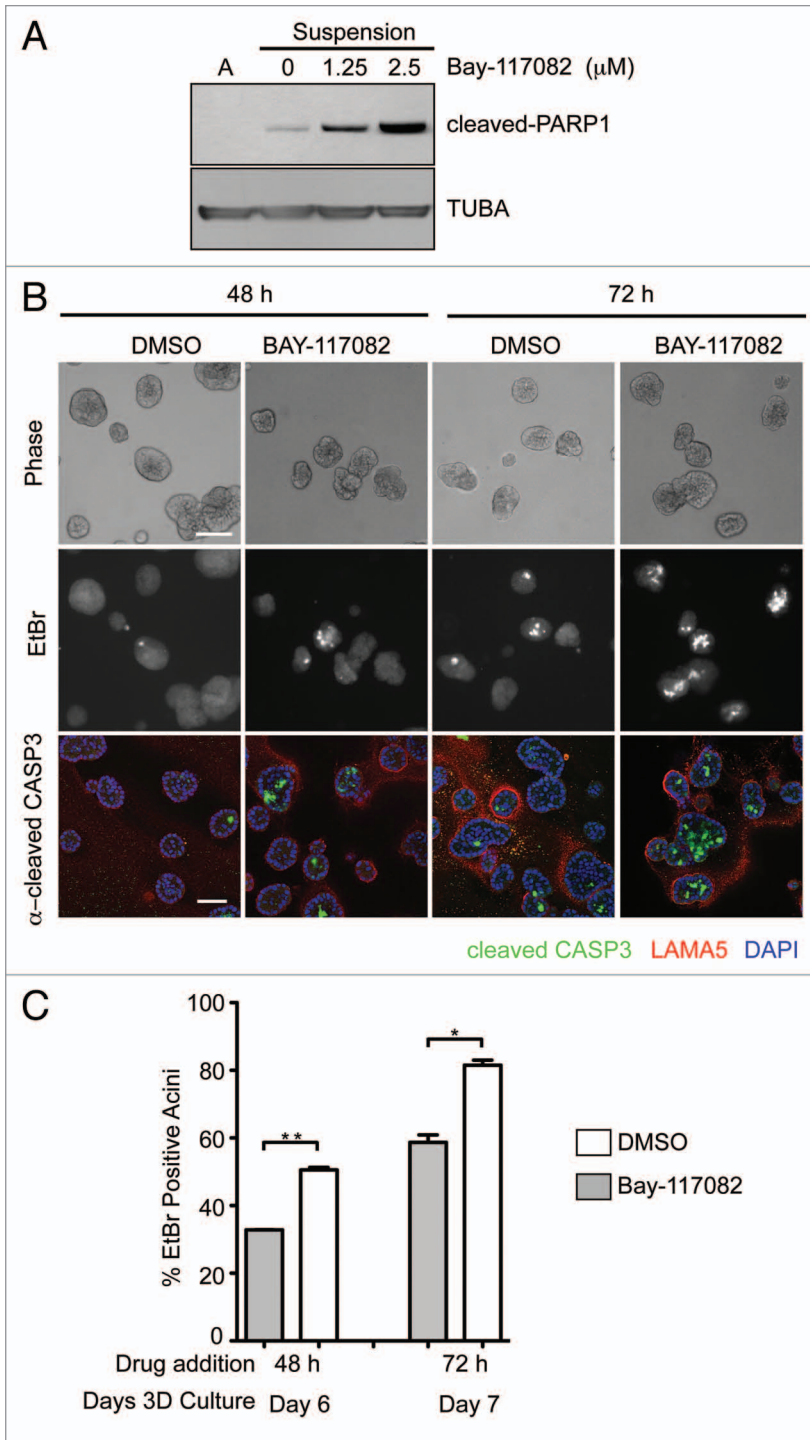 A
Suspension
A 0 1.25 2.5 Bay-117082 (μM)
cleaved-PARP1
TUBA
B
48 h 72 h
DMSO BAY-117082 DMSO BAY-117082
Phase
EtBr
α-cleaved CASP3
cleaved CASP3 LAMA5 DAPI
C
% EtBr Positive Acini
100
80
60
40
20
0
**
*
DMSO
Bay-117082
Drug addition 48 h 72 h
Days 3D Culture Day 6 Day 7